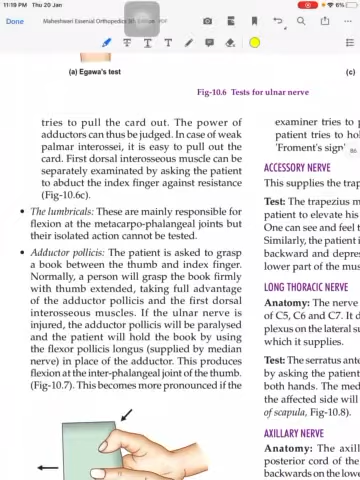 11:19 PM Thu 20 Jan
6%
Done
Maheshwari Essenial Orthopedics 5th Edition PDF
(a) Egawa's test
(c)
Fig-10.6 Tests for ulnar nerve
tries to pull the card out. The power of
adductors can thus be judged. In case of weak
palmar interossei, it is easy to pull out the
card. First dorsal interosseous muscle can be
separately examined by asking the patient
to abduct the index finger against resistance
(Fig-10.6c).
• The lumbricals: These are mainly responsible for
flexion at the metacarpo-phalangeal joints but
their isolated action cannot be tested.
• Adductor pollicis: The patient is asked to grasp
a book between the thumb and index finger.
Normally, a person will grasp the book firmly
with thumb extended, taking full advantage
of the adductor pollicis and the first dorsal
interosseous muscles. If the ulnar nerve is
injured, the adductor pollicis will be paralysed
and the patient will hold the book by using
the flexor pollicis longus (supplied by median
nerve) in place of the adductor. This produces
flexion at the inter-phalangeal joint of the thumb.
(Fig-10.7). This becomes more pronounced if the
examiner tries to
patient tries to
'Froment's sign'
86
ACCESSORY NERVE
This supplies the
Test: The trapezius
patient to elevate his
One can see and feel
Similarly, the patient
backward and
lower part of the
LONG THORACIC NERVE
Anatomy: The nerve
of C5, C6 and C7. It
plexus on the lateral
which it supplies.
Test: The serratus
by asking the patient
both hands. The
the affected side will
of scapula, Fig-10.8).
AXILLARY NERVE
Anatomy: The
posterior cord of the
backwards on the